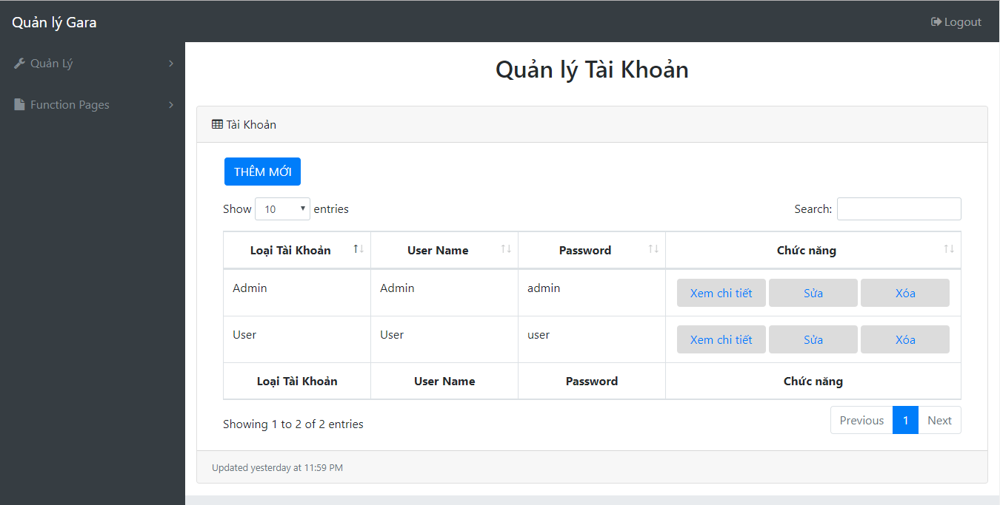 Quản lý Gara
Logout
Quản Lý
Function Pages
Quản lý Tài Khoản
Tài Khoản
THÊM MỚI
Show 10 entries
Search:
Loại Tài Khoản User Name Password Chức năng
Admin Admin admin Xem chi tiết Sửa Xóa
User User user Xem chi tiết Sửa Xóa
Loại Tài Khoản User Name Password Chức năng
Showing 1 to 2 of 2 entries
Previous 1 Next
Updated yesterday at 11:59 PM